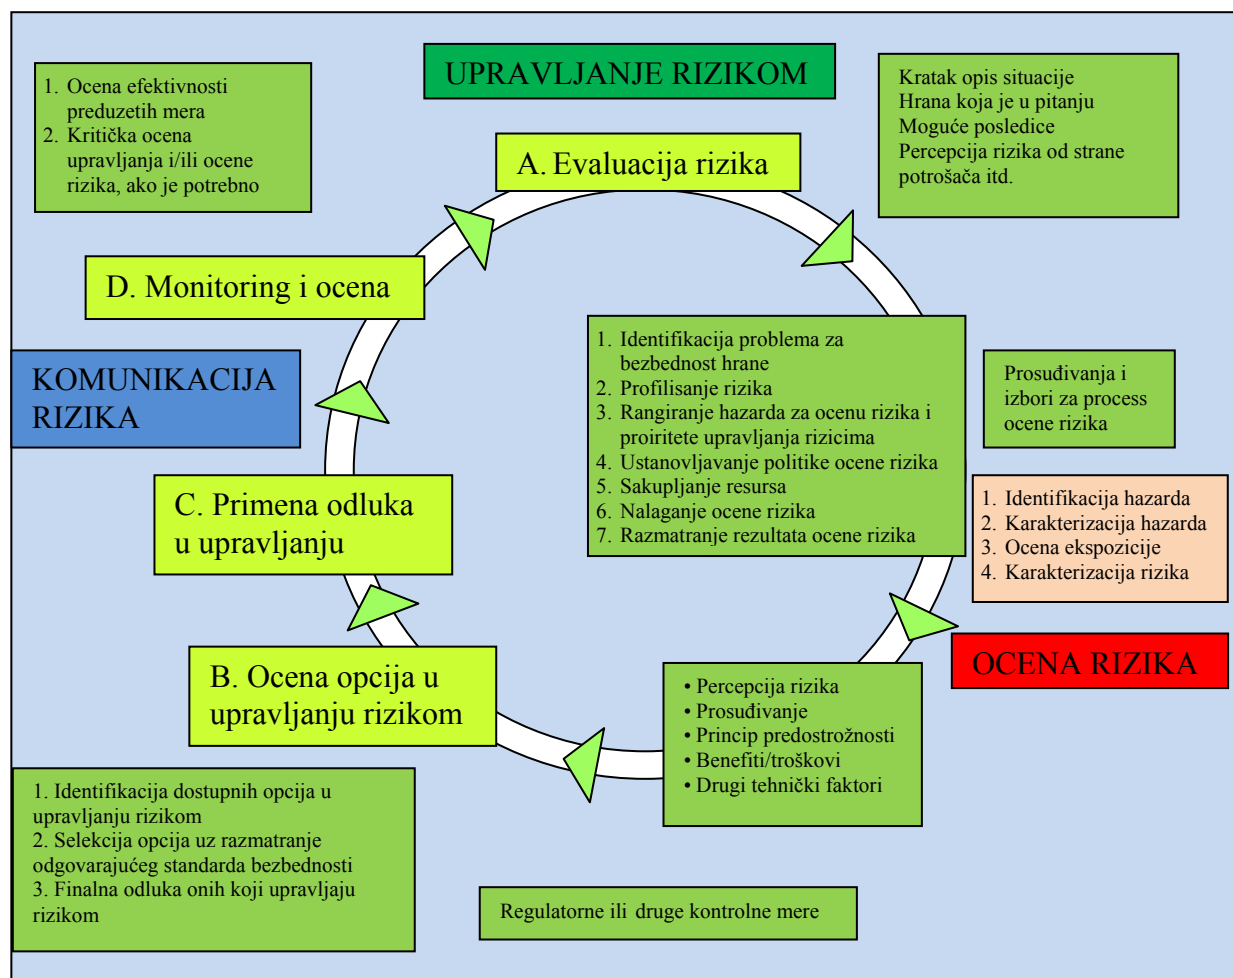 UPRAVLJANJE RIZIKOM
1. Ocena efektivnosti
preduzetih mera
2. Kritička ocena
upravljanja i/ili ocene
rizika, ako je potrebno
Kratak opis situacije
Hrana koja je u pitanju
Moguće posledice
Percepcija rizika od strane
potrošača itd.
A. Evaluacija rizika
D. Monitoring i ocena
1. Identifikacija problema za
bezbednost hrane
2. Profilisanje rizika
3. Rangiranje hazarda za ocenu rizika i
proiritete upravljanja rizicima
4. Ustanovljavanje politike ocene rizika
5. Sakupljanje resursa
6. Nalaganje ocene rizika
7. Razmatranje rezultata ocene rizika
KOMUNIKACIJA
RIZIKA
Prosuđivanja i
izbori za process
ocene rizika
C. Primena odluka
u upravljanju
1. Identifikacija hazarda
2. Karakterizacija hazarda
3. Ocena ekspozicije
4. Karakterizacija rizika
OCENA RIZIKA
B. Ocena opcija u
upravljanju rizikom
• Percepcija rizika
• Prosuđivanje
• Princip predostrožnosti
• Benefiti/troškovi
• Drugi tehnički faktori
1. Identifikacija dostupnih opcija u
upravljanju rizikom
2. Selekcija opcija uz razmatranje
odgovarajućeg standarda bezbednosti
3. Finalna odluka onih koji upravljaju
rizikom
Regulatorne ili druge kontrolne mere